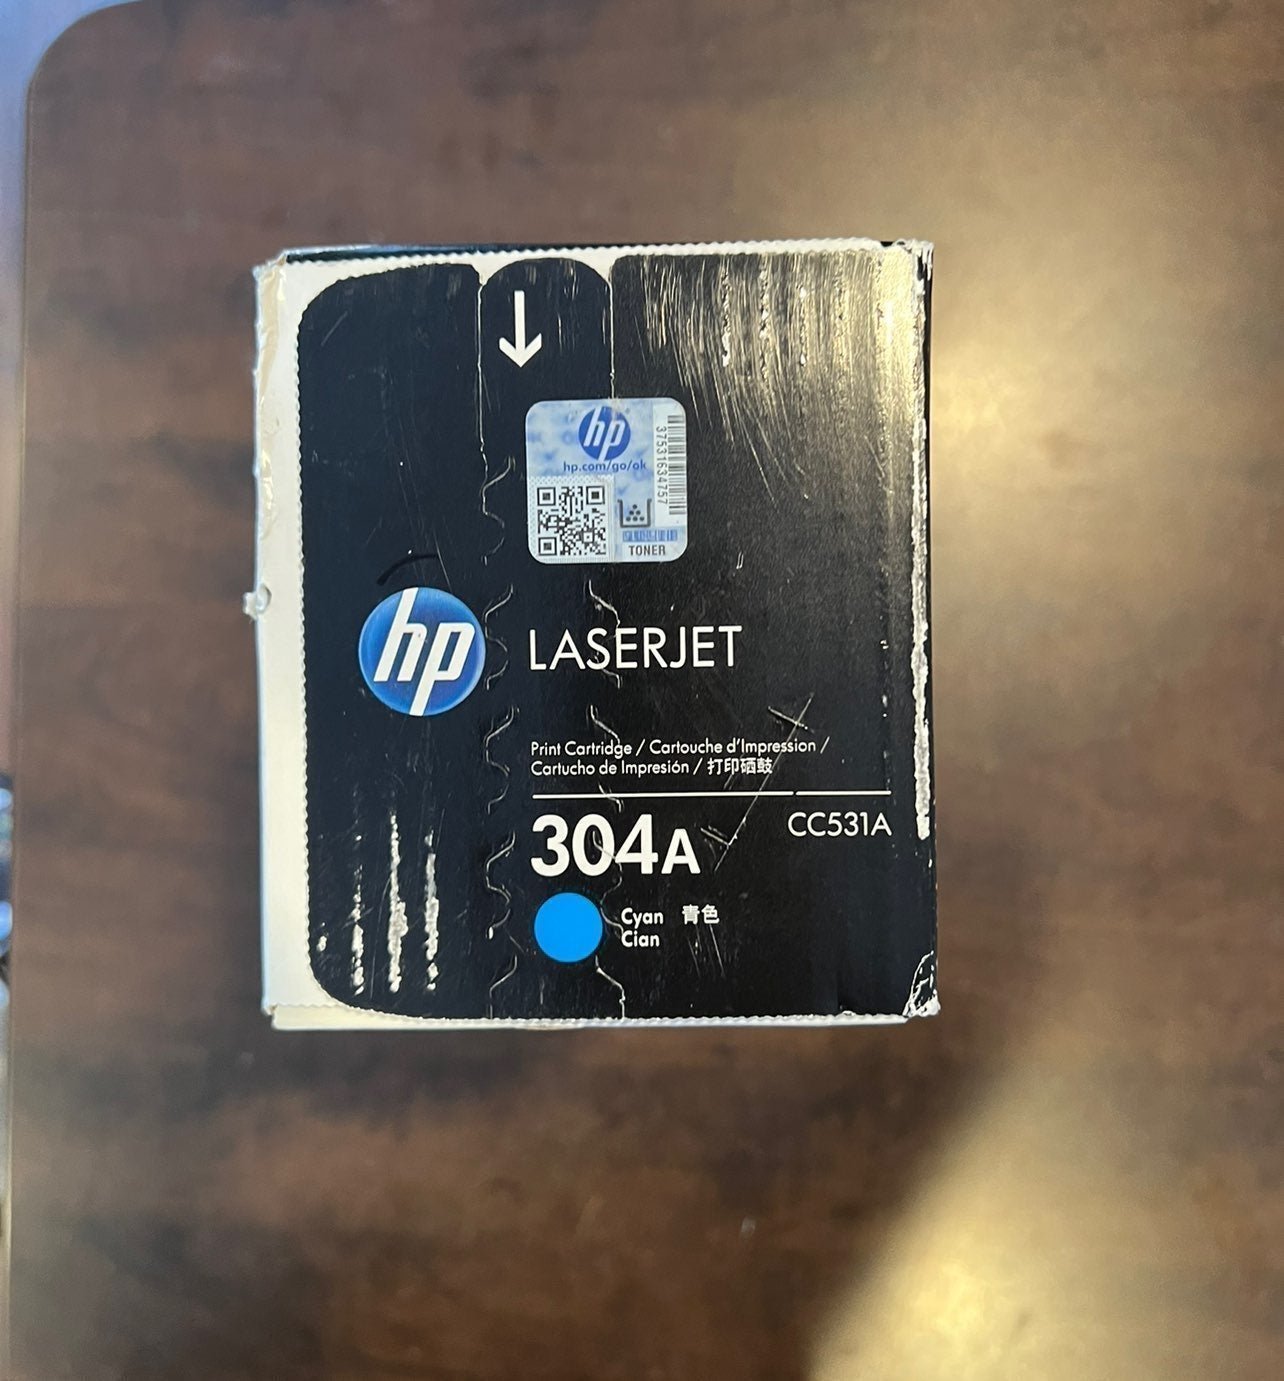 hp
hp.com/go/ok
37531634757
TONER
hp
LASERJET
Print Cartridge / Cartouche d'Impression /
Cartucho de Impresión / 打印硒鼓
304A
CC531A
Cyan 青色
Cian